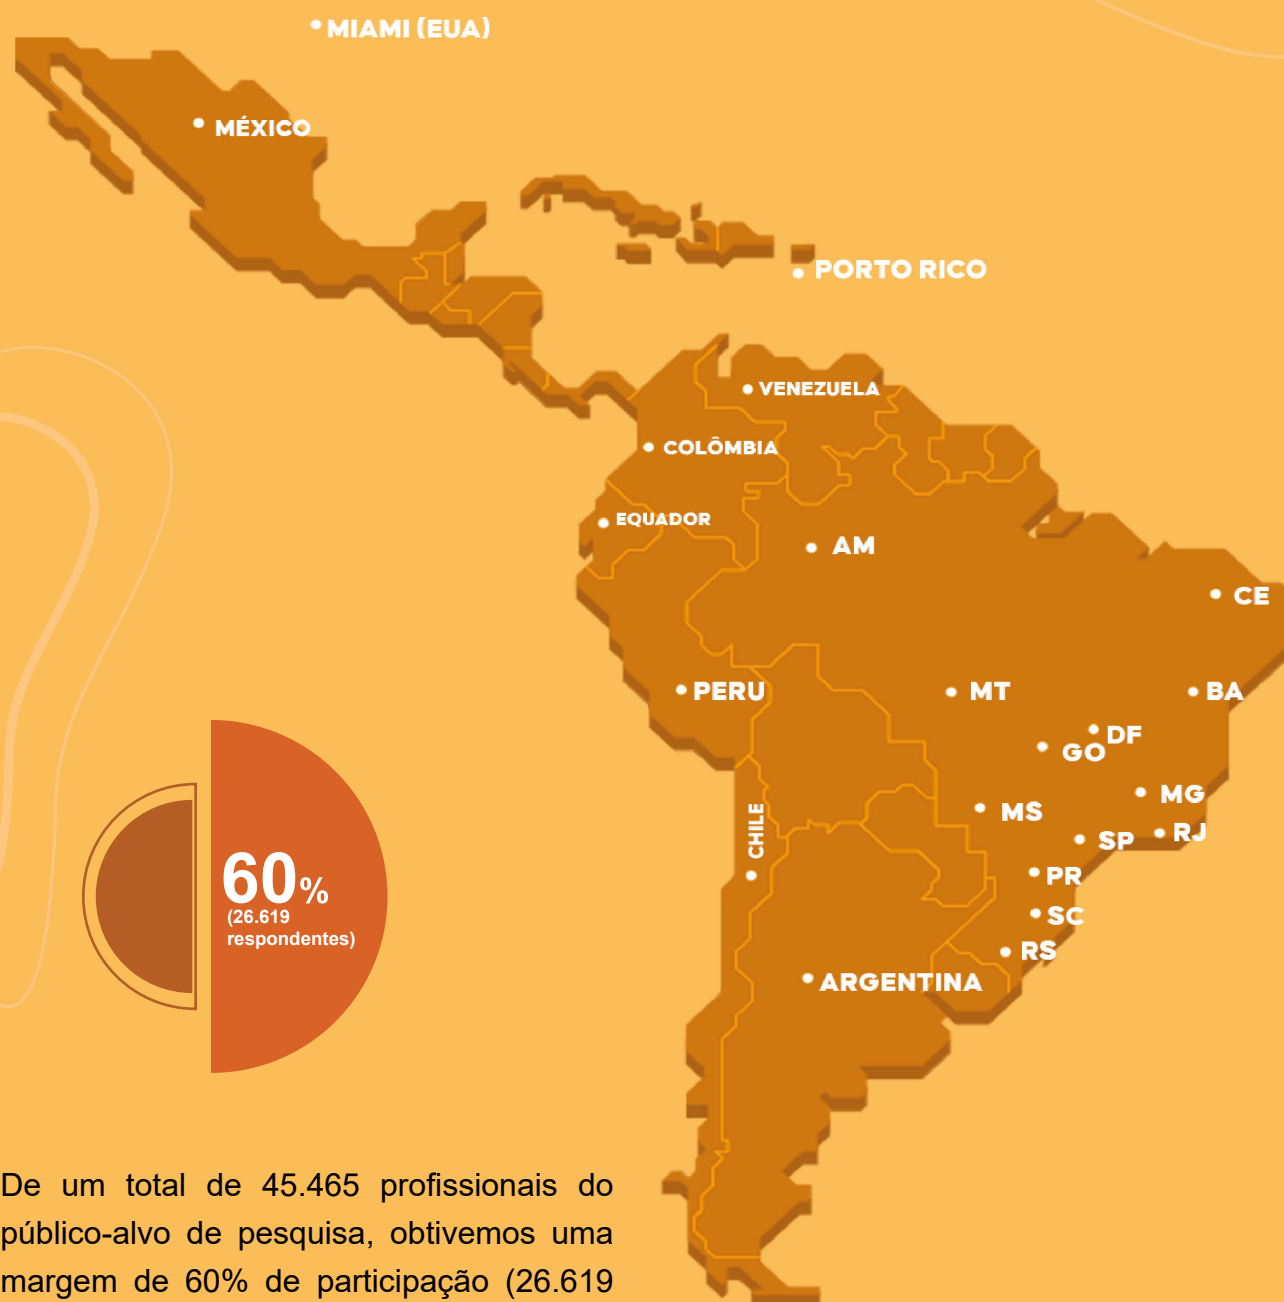 MIAMI (EUA)
MÉXICO
PORTO RICO
VENEZUELA
COLÔMBIA
EQUADOR
AM
CE
PERU
MT
BA
DF
GO
MG
MS
CHILE
SP
RJ
PR
SC
RS
ARGENTINA
60%
(26.619
respondentes)
De um total de 45.465 profissionais do
público-alvo de pesquisa, obtivemos uma
margem de 60% de participação (26.619